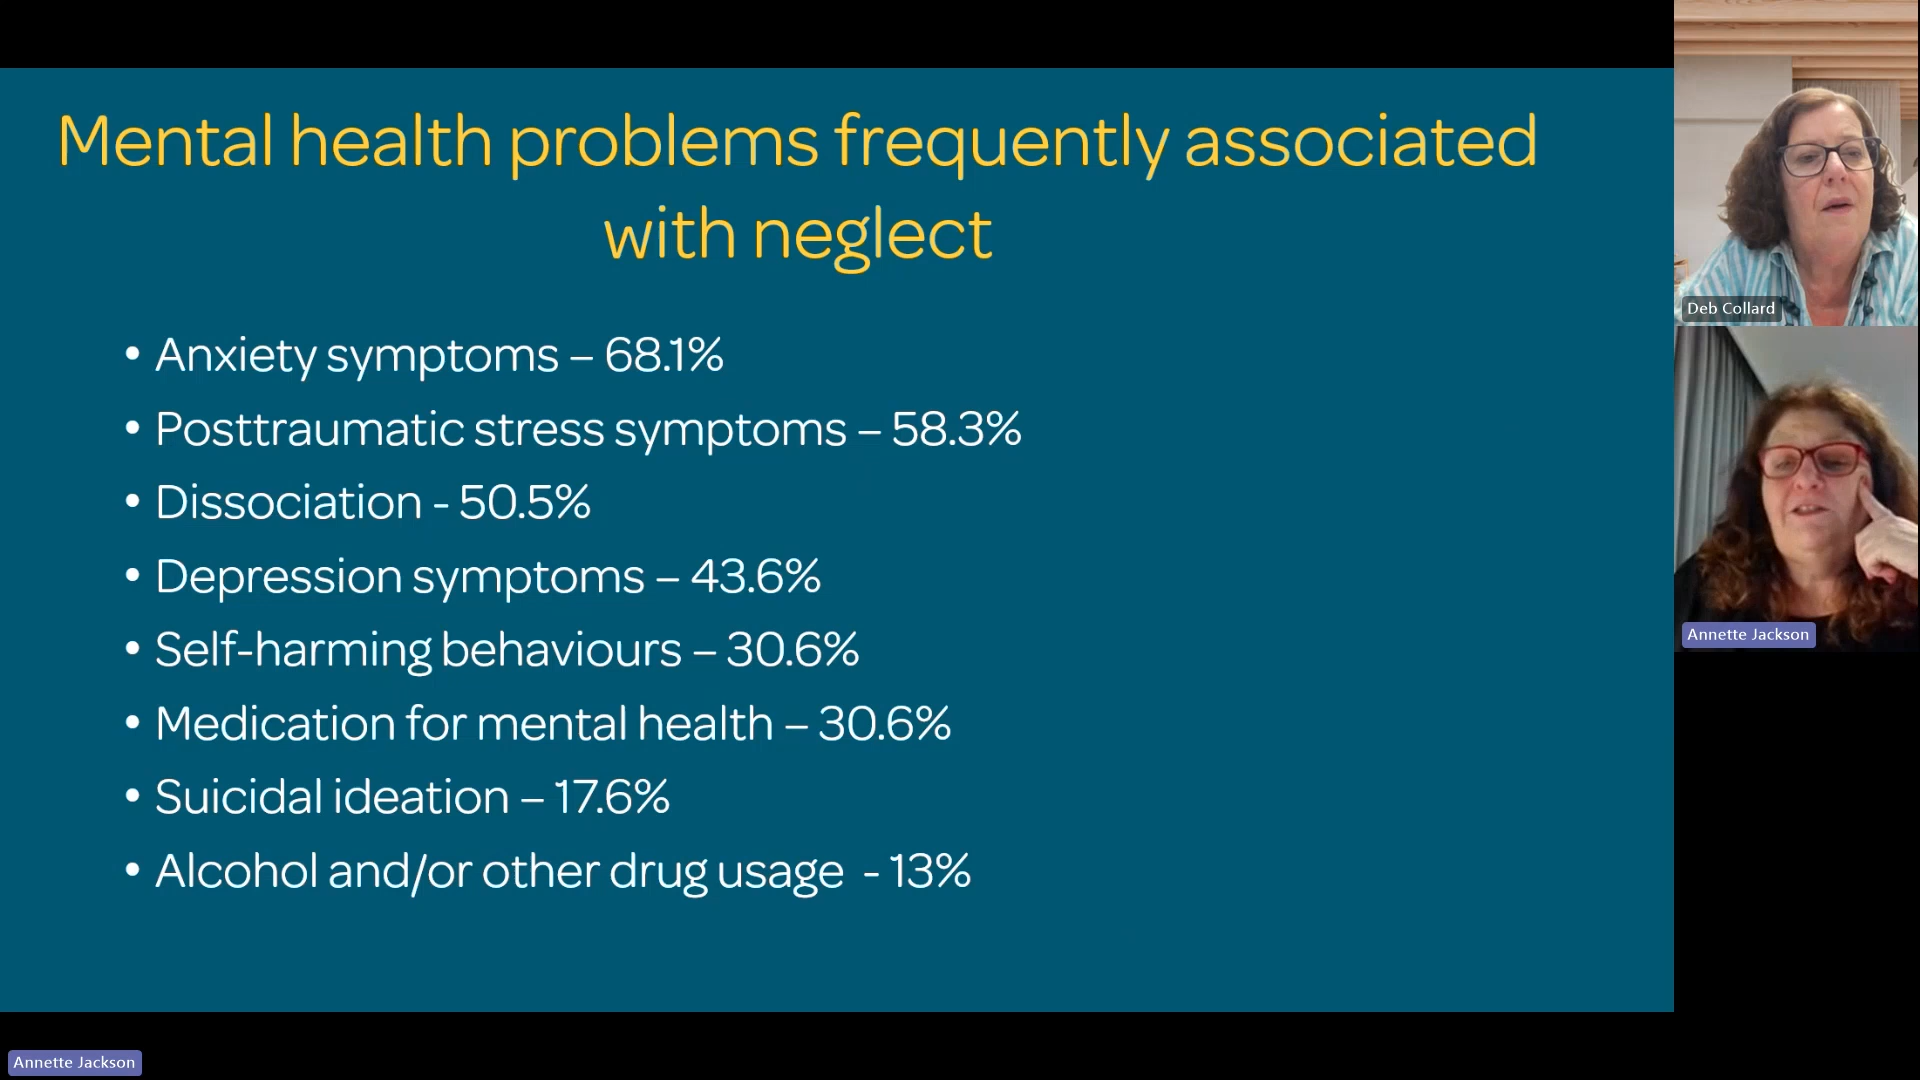 Mental health problems frequently associated
with neglect
• Anxiety symptoms – 68.1%
• Posttraumatic stress symptoms – 58.3%
• Dissociation - 50.5%
• Depression symptoms – 43.6%
• Self-harming behaviours – 30.6%
• Medication for mental health – 30.6%
• Suicidal ideation – 17.6%
• Alcohol and/or other drug usage  - 13%
Deb Collard
Annette Jackson
Annette Jackson